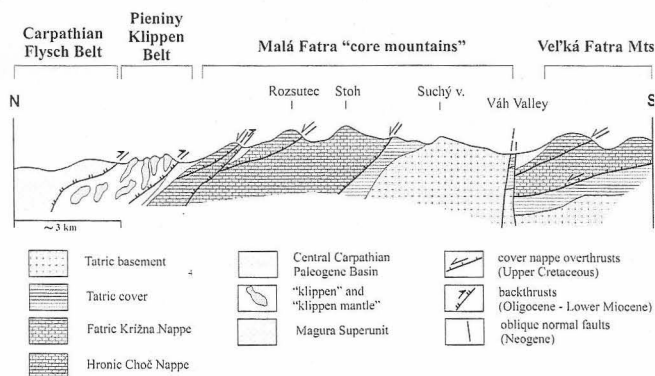 Carpathian
Flysch Belt
Pieniny
Klippen
Belt
Malá Fatra “core mountains”
Veľká Fatra Mts
N
Rozsutec
Stoh
Suchý v.
Váh Valley
S
~ 3 km
Tatric basement
Tatric cover
Fatric Krížna Nappe
Hronic Choč Nappe
Central Carpathian
Paleogene Basin
“klippen” and
“klippen mantle”
Magura Superunit
cover nappe overthrusts
(Upper Cretaceous)
backthrusts
(Oligocene - Lower Miocene)
oblique normal faults
(Neogene)